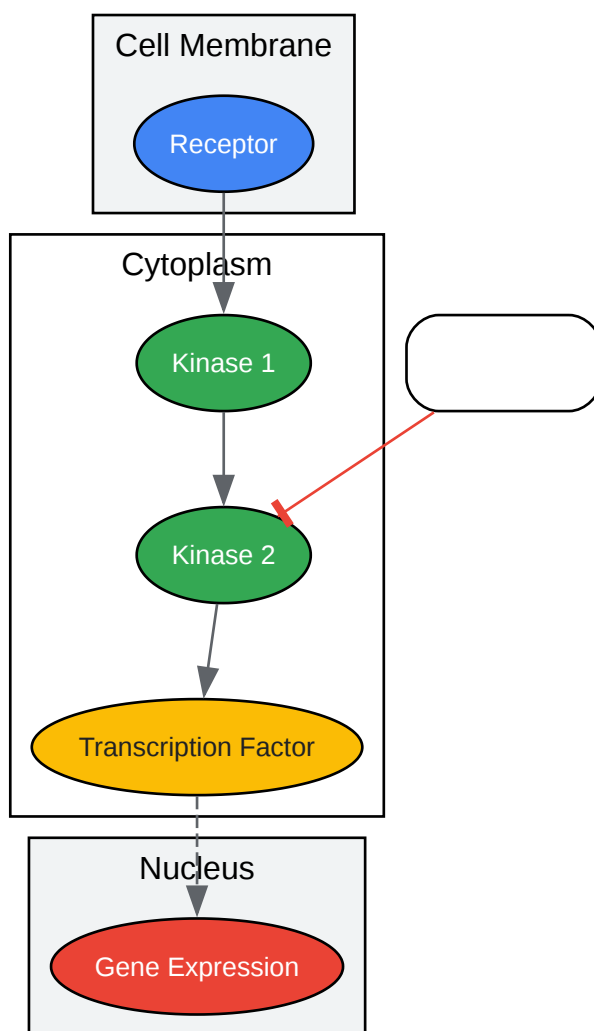 Cell Membrane
Receptor
Cytoplasm
Kinase 1
Kinase 2
Transcription Factor
Nucleus
Gene Expression